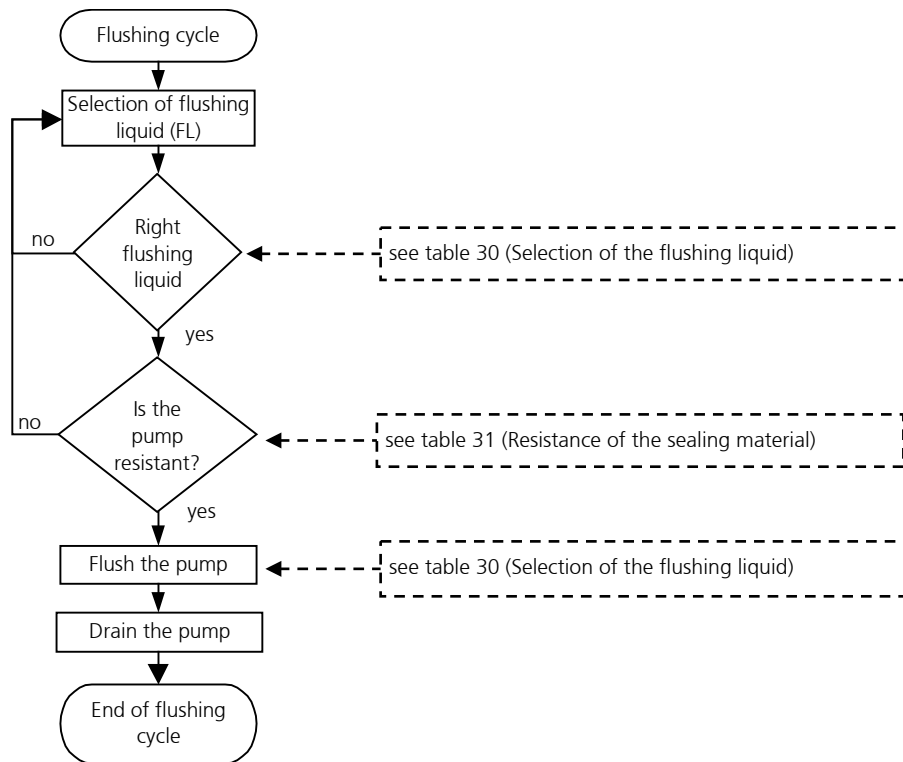 Flushing cycle
Selection of flushing
liquid (FL)
Right
flushing
liquid
no
see table 30 (Selection of the flushing liquid)
yes
Is the
pump
resistant?
no
see table 31 (Resistance of the sealing material)
yes
Flush the pump
see table 30 (Selection of the flushing liquid)
Drain the pump
End of flushing
cycle